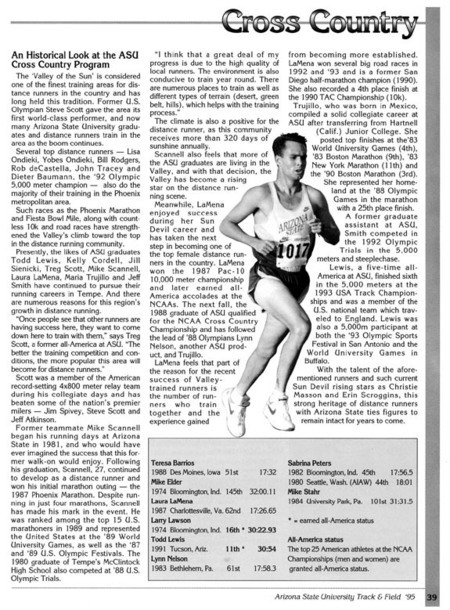 Cross Country
An Historical Look at the ASU
Cross Country Program
The 'Valley of the Sun' is considered
one of the finest training areas for dis-
tance runners in the country and has
long held this tradition. Former U.S.
Olympian Steve Scott gave the area its
first world-class performer, and now
many Arizona State University gradu-
ates and distance runners train in the
area as the boom continues.
Several top distance runners — Lisa
Ondieki, Yobes Ondieki, Bill Rodgers,
Rob deCastella, John Tracey and
Dieter Baumann, the '92 Olympic
5,000 meter champion — also do the
majority of their training in the Phoenix
metropolitan area.
Such races as the Phoenix Marathon
and Fiesta Bowl Mile, along with count-
less 10k and road races have strength-
ened the Valley's climb toward the top
in the distance running community.
Presently, the likes of ASU graduates
Todd Lewis, Kelly Cordell, Jill
Sienicki, Treg Scott, Mike Scannell,
Laura LaMena, Maria Trujillo and Jeff
Smith have continued to pursue their
running careers in Tempe. And there
are numerous reasons for this region's
growth in distance running.
"Once people see that other runners are
having success here, they want to come
down here to train with them," says Treg
Scott, a former all-America at ASU. "The
better the training competition and con-
ditions, the more popular this area will
become for distance runners."
Scott was a member of the American
record-setting 4x800 meter relay team
during his collegiate days and has
beaten some of the nation's premier
milers — Jim Spivey, Steve Scott and
Jeff Atkinson.
Former teammate Mike Scannell
began his running days at Arizona
State in 1981, and who would have
ever imagined the success that this for-
mer walk-on would enjoy. Following
his graduation, Scannell, 27, continued
to develop as a distance runner and
won his initial marathon outing — the
1987 Phoenix Marathon. Despite run-
ning in just four marathons, Scannell
has made his mark in the event. He
was ranked among the top 15 U.S.
marathoners in 1989 and represented
the United States at the '89 World
University Games, as well as the '87
and '89 U.S. Olympic Festivals. The
1980 graduate of Tempe's McClintock
High School also competed at '88 U.S.
Olympic Trials.
"I think that a great deal of my
progress is due to the high quality of
local runners. The environment is also
conducive to train year round. There
are numerous places to train as well as
different types of terrain (desert, green
belt, hills), which helps with the training
process."
The climate is also a positive for the
distance runner, as this community
receives more than 320 days of
sunshine annually.
Scannell also feels that more of
the ASU graduates are living in the
Valley, and with that decision, the
Valley has become a rising
star on the distance run-
ning scene.
Meanwhile, LaMena
enjoyed success
during her Sun
Devil career and
has taken the next
step in becoming one of
the top female distance run-
ners in the country. LaMena
won the 1987 Pac-10
10,000 meter championship
and later earned all-
America accolades at the
NCAAs. The next fall, the
1988 graduate of ASU qualified
for the NCAA Cross Country
Championship and has followed
the lead of '88 Olympians Lynn
Nelson, another ASU prod-
uct, and Trujillo.
LaMena feels that part of
the reason for the recent
success of Valley-
trained runners is
the number of run-
ners who train
together and the
experience gained
from becoming more established.
LaMena won several big road races in
1992 and '93 and is a former San
Diego half-marathon champion (1990).
She also recorded a 4th place finish at
the 1990 TAC Championship (10k).
Trujillo, who was born in Mexico,
compiled a solid collegiate career at
ASU after transferring from Hartnell
(Calif.) Junior College. She
posted top finishes at the '83
World University Games (4th),
'83 Boston Marathon (9th), '83
New York Marathon (11th) and
the '90 Boston Marathon (3rd).
She represented her home-
land at the '88 Olympic
Games in the marathon
with a 25th place finish.
A former graduate
assistant at ASU,
Smith competed in
the 1992 Olympic
Trials in the 5,000
meters and steeplechase.
Lewis, a five-time all-
America at ASU, finished sixth
in the 5,000 meters at the
1993 USA Track Champion-
ships and was a member of the
U.S. national team which trav-
eled to England. Lewis was
also a 5,000m participant at
both the '93 Olympic Sports
Festival in San Antonio and the
World University Games in
Buffalo.
With the talent of the afore-
mentioned runners and such current
Sun Devil rising stars as Christie
Masson and Erin Scroggins, this
strong heritage of distance runners
with Arizona State ties figures to
remain intact for years to come.
ARIZONA
STATE
1017
Teresa Barrios
1988 Des Moines, Iowa 51st 17:32
Mike Elder
1974 Bloomington, Ind. 145th 32:00.11
Laura LaMena
1987 Charlottesville, Va. 62nd 17:26.65
Larry Lawson
1974 Bloomington, Ind. 16th * 30:22.93
Todd Lewis
1991 Tucson, Ariz. 11th * 30:54
Lynn Nelson
1983 Bethlehem, Pa. 61st 17:58.3
Sabrina Peters
1982 Bloomington, Ind. 45th 17:56.5
1980 Seattle, Wash. (AIAW) 44th 18:01
Mike Stahr
1984 University Park, Pa. 101st 31:31.5
* = earned all-America status
All-America status
The top 25 American athletes at the NCAA
Championships (men and women) are
granted all-America status.
Arizona State University Track & Field '95 39